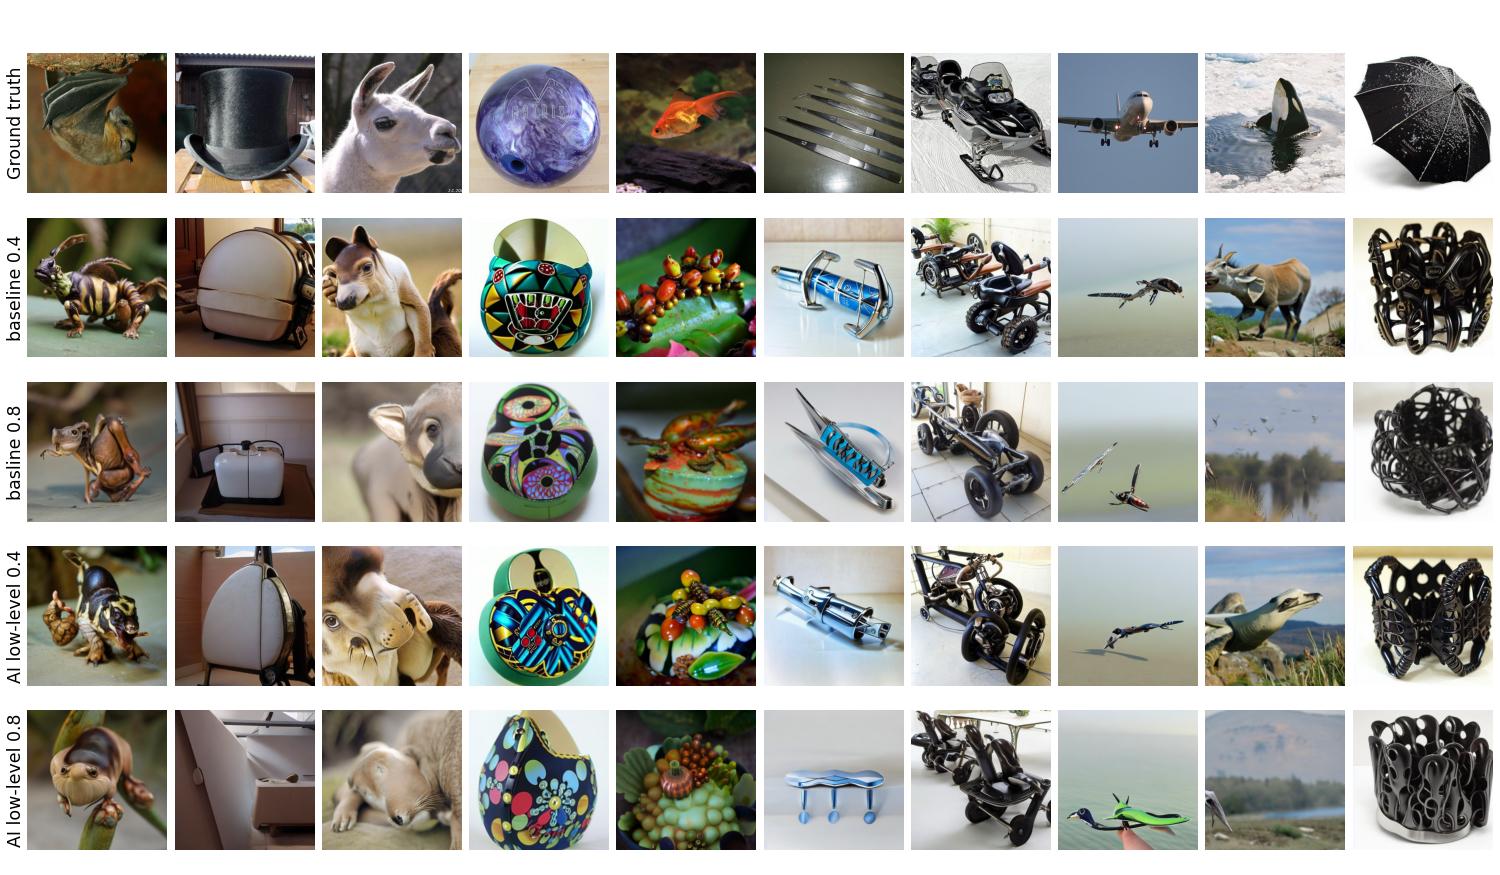 Ground truth
baseline 0.4
basline 0.8
AI low-level 0.4
AI low-level 0.8